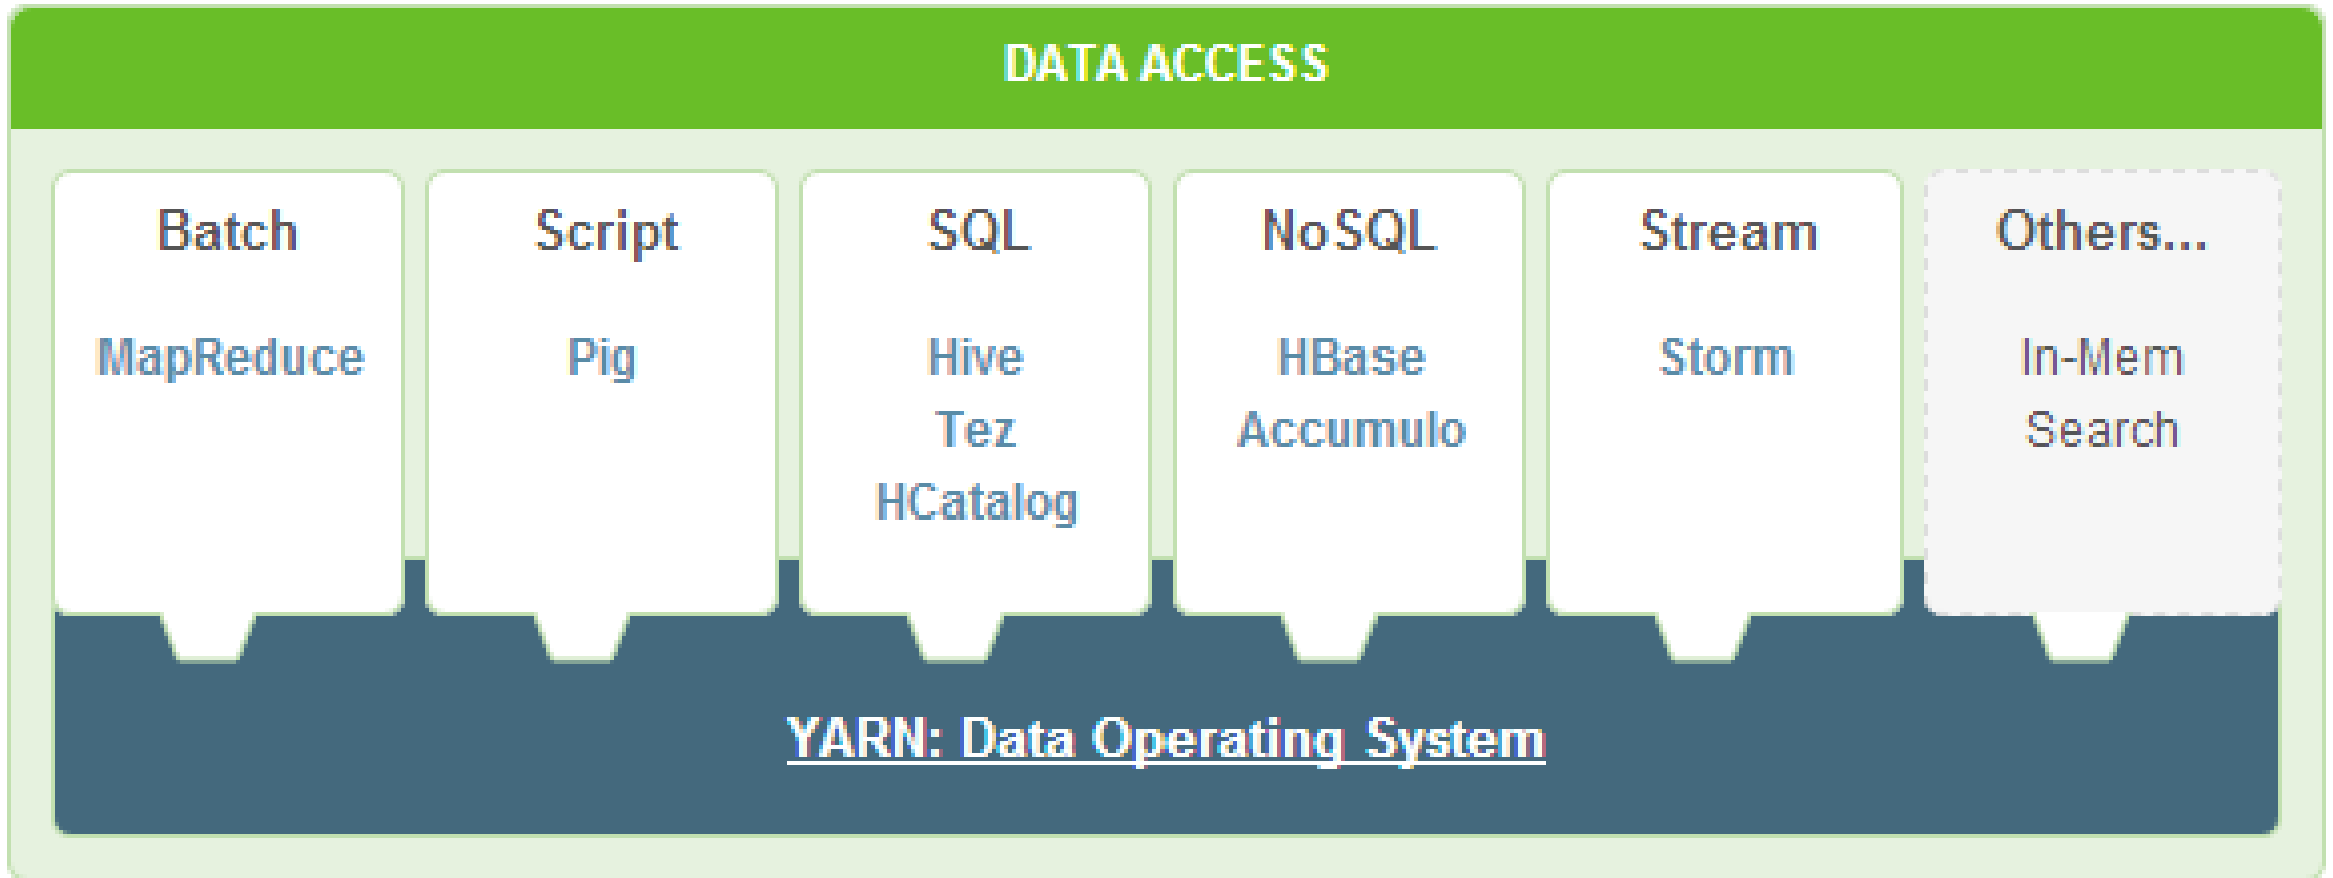 DATA ACCESS
Batch
MapReduce
Script
Pig
SQL
Hive
Tez
HCatalog
NoSQL
HBase
Accumulo
Stream
Storm
Others...
In-Mem
Search
YARN: Data Operating System